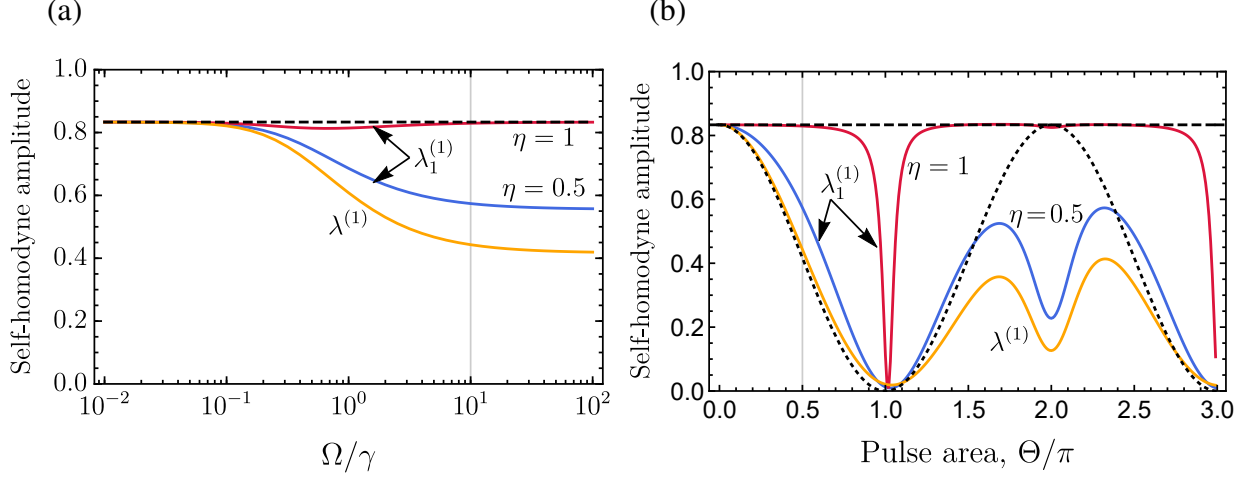 (a)
Self-homodyne amplitude
1.0
0.8
0.6
0.4
0.2
0.0
η = 1
λ₁⁽¹⁾
η = 0.5
λ⁽¹⁾
10⁻² 10⁻¹ 10⁰ 10¹ 10²
Ω/γ
(b)
Self-homodyne amplitude
1.0
0.8
0.6
0.4
0.2
0.0
λ₁⁽¹⁾
η = 1
η = 0.5
λ⁽¹⁾
0.0 0.5 1.0 1.5 2.0 2.5 3.0
Pulse area, Θ/π